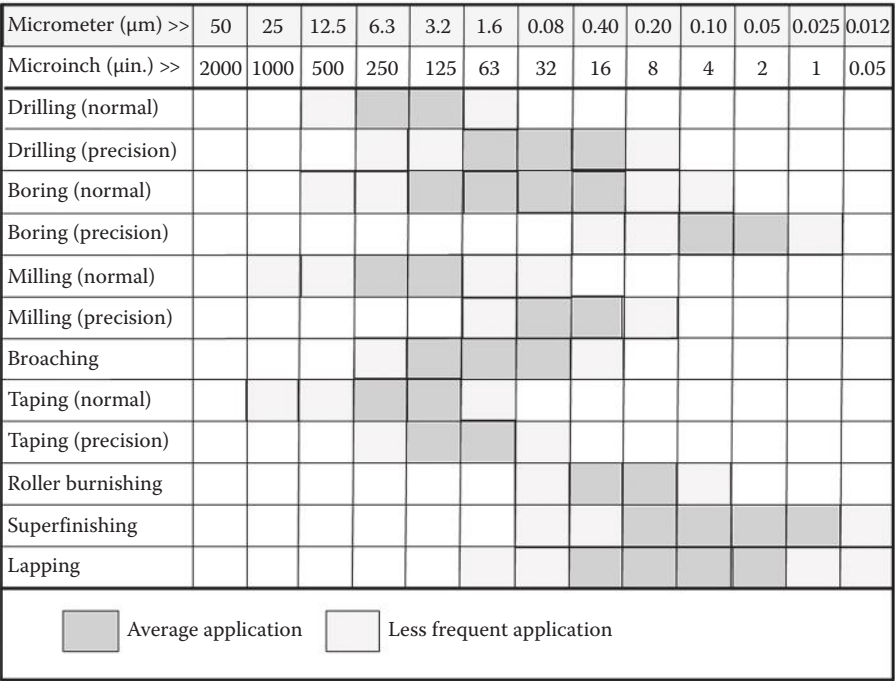 Micrometer (µm) >> 50 25 12.5 6.3 3.2 1.6 0.08 0.40 0.20 0.10 0.05 0.025 0.012
Microinch (µin.) >> 2000 1000 500 250 125 63 32 16 8 4 2 1 0.05
Drilling (normal)
Drilling (precision)
Boring (normal)
Boring (precision)
Milling (normal)
Milling (precision)
Broaching
Taping (normal)
Taping (precision)
Roller burnishing
Superfinishing
Lapping
Average application Less frequent application